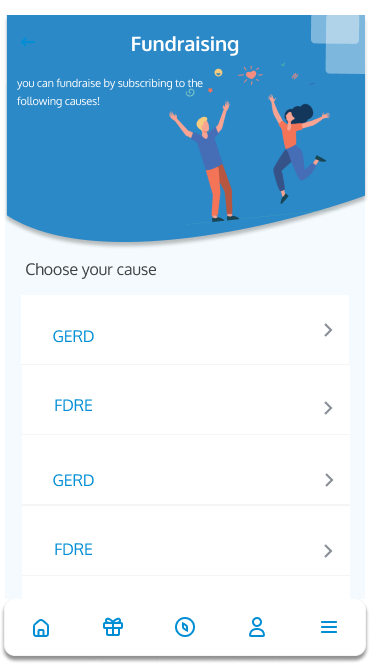 Fundraising
you can fundraise by subscribing to the
following causes!
Choose your cause
GERD
FDRE
GERD
FDRE